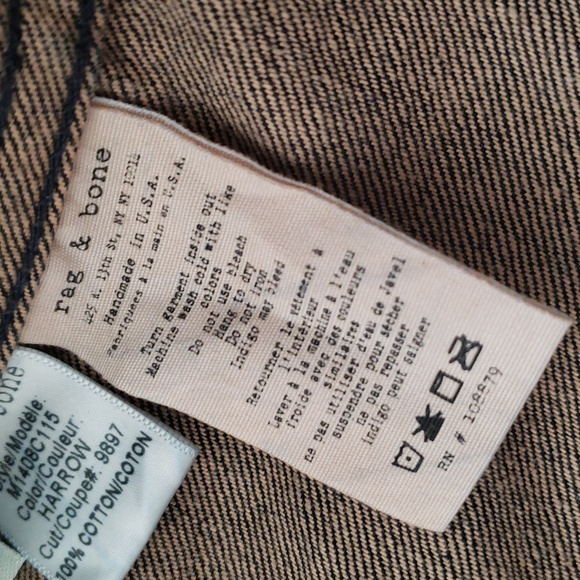 rag & bone
425 W. 13th St, NY NY 10014
Handmade in U.S.A.
Fabriquées à la main en U.S.A.
Turn garment inside out
Machine wash cold with like
colors
Do not use bleach
Hang to dry
Do not iron
Indigo may bleed
Retourner le vetement à
l'intérieur
Laver à la machine à l'eau
froide avec des couleurs
similaires
ne pas utiliser d'eau de javel
suspendre pour sécher
ne pas repasser
indigo peut saigner
RN # 108879
bone
Style/Modele:
M1408C115
Color/Couleur:
HARROW
Cut/Coupe#: 9897
100% COTTON/COTON